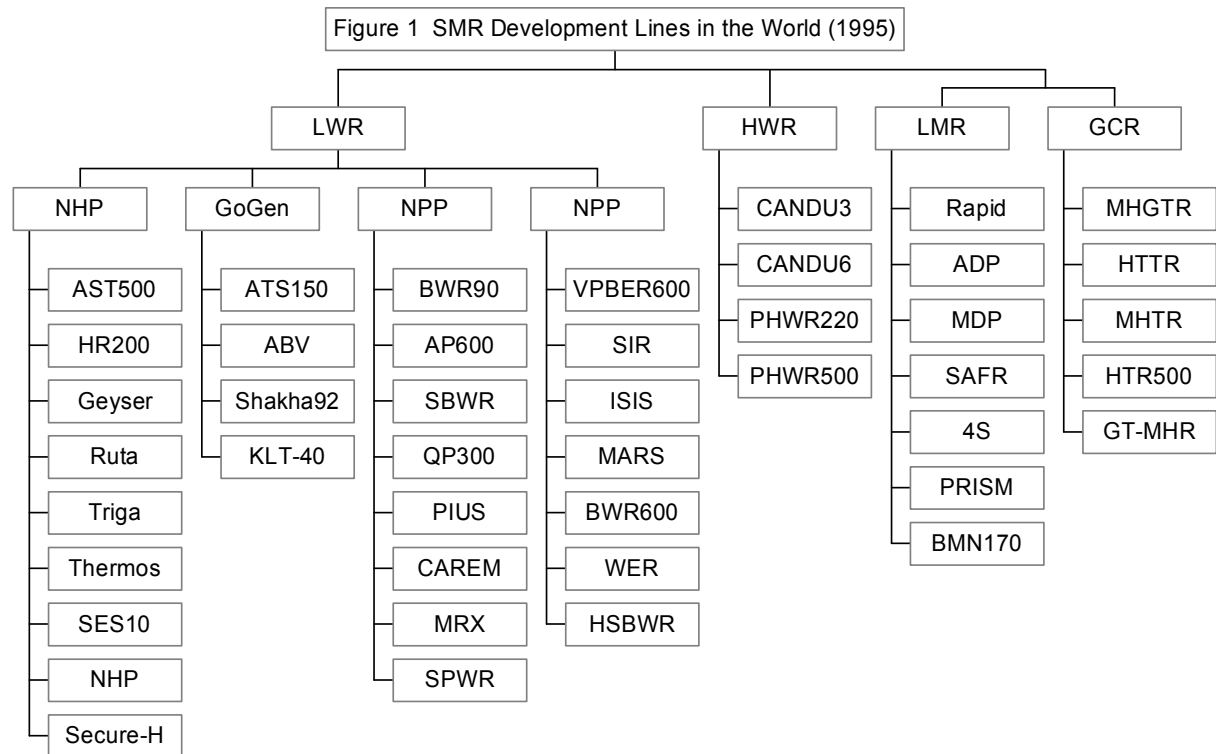 Figure 1 SMR Development Lines in the World (1995)
LWR
HWR
LMR
GCR
NHP
GoGen
NPP
NPP
AST500
HR200
Geyser
Ruta
Triga
Thermos
SES10
NHP
Secure-H
ATS150
ABV
Shakha92
KLT-40
BWR90
AP600
SBWR
QP300
PIUS
CAREM
MRX
SPWR
VPBER600
SIR
ISIS
MARS
BWR600
WER
HSBWR
CANDU3
CANDU6
PHWR220
PHWR500
Rapid
ADP
MDP
SAFR
4S
PRISM
BMN170
MHGTR
HTTR
MHTR
HTR500
GT-MHR